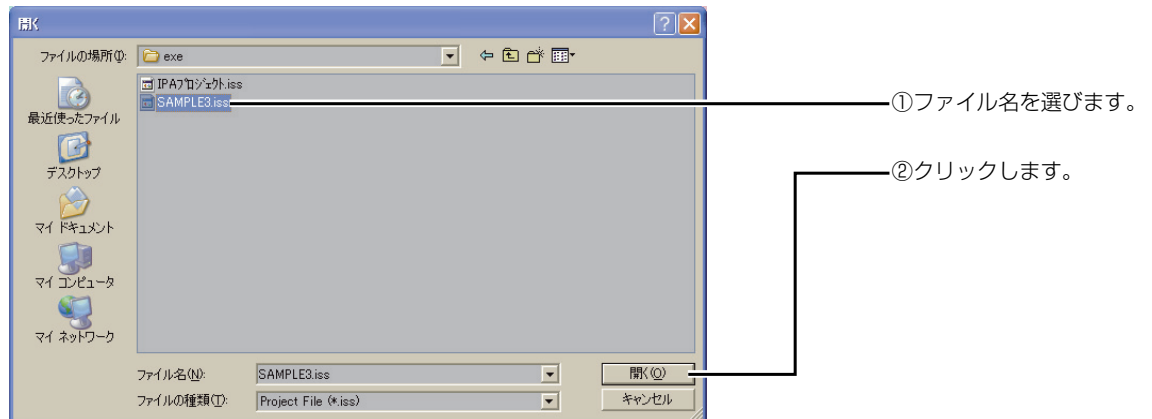 開く
ファイルの場所(I):
exe
IPAプロジェクト.iss
SAMPLE3.iss
①ファイル名を選びます。
最近使ったファイル
デスクトップ
②クリックします。
マイ ドキュメント
マイ コンピュータ
マイ ネットワーク
ファイル名(N):
SAMPLE3.iss
開く(O)
ファイルの種類(T):
Project File (*.iss)
キャンセル